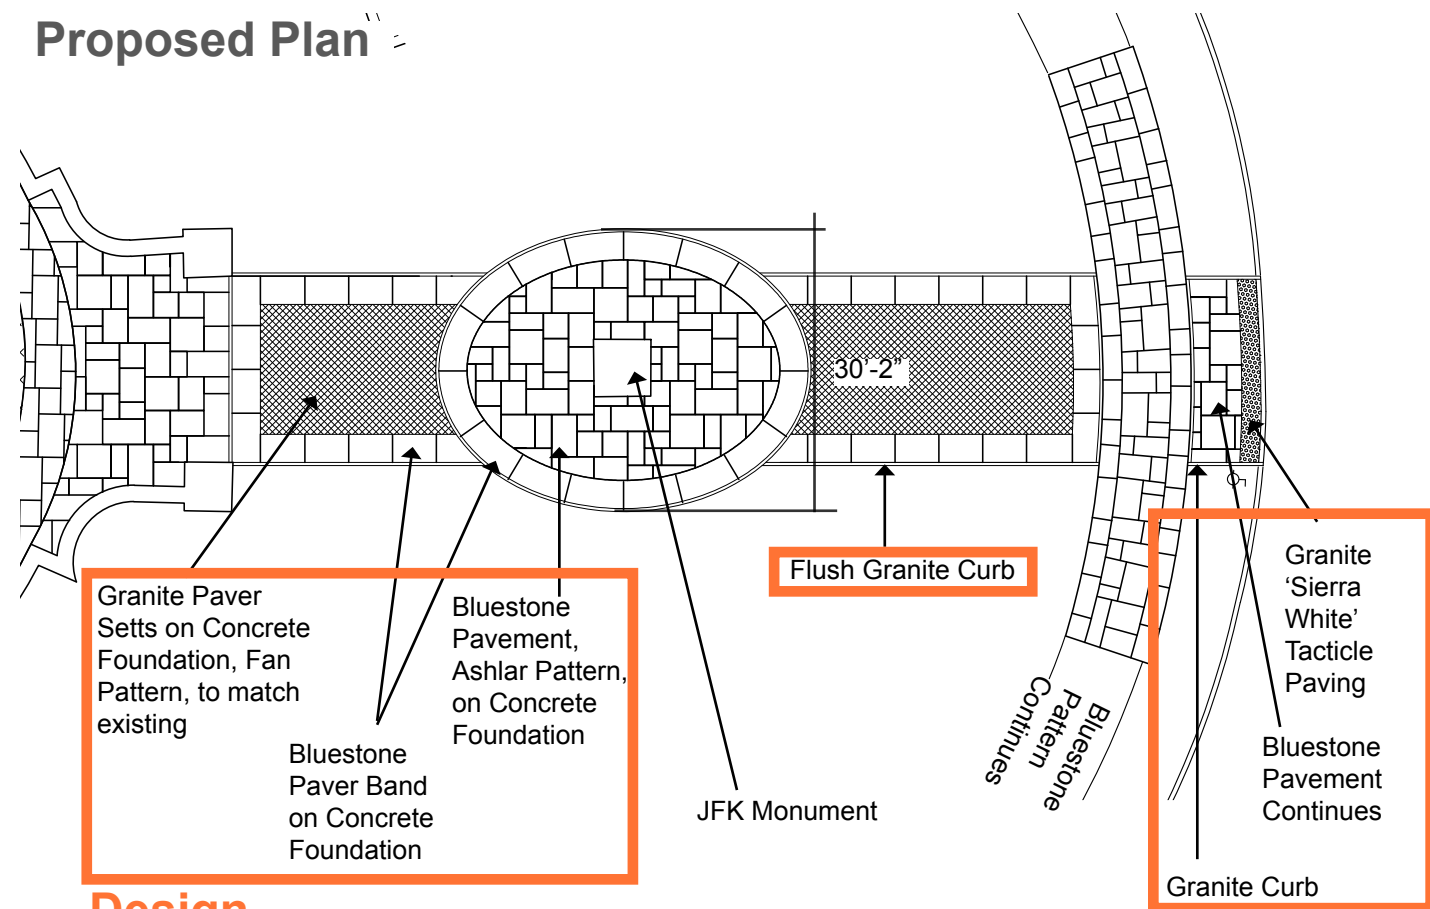 Proposed Plan
30’-2”
Flush Granite Curb
Granite Paver
Setts on Concrete
Foundation, Fan
Pattern, to match
existing
Bluestone
Pavement,
Ashlar Pattern,
on Concrete
Foundation
Bluestone
Paver Band
on Concrete
Foundation
JFK Monument
Bluestone
Pattern
Continues
Granite
‘Sierra
White’
Tacticle
Paving
Bluestone
Pavement
Continues
Granite Curb
Design